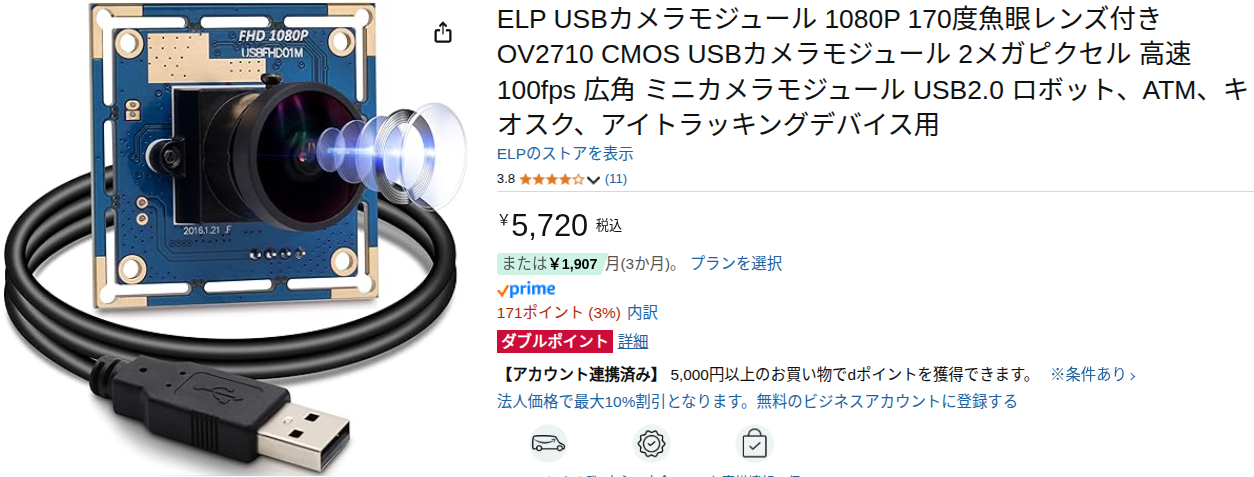 FHD 1080P
USBFHD01M
2016.1.21 .F
ELP USBカメラモジュール 1080P 170度魚眼レンズ付き
OV2710 CMOS USBカメラモジュール 2メガピクセル 高速
100fps 広角 ミニカメラモジュール USB2.0 ロボット、ATM、キ
オスク、アイトラッキングデバイス用
ELPのストアを表示
3.8 (11)
¥5,720 税込
または¥1,907 月(3か月)。 プランを選択
prime
171ポイント (3%) 内訳
ダブルポイント 詳細
【アカウント連携済み】 5,000円以上のお買い物でdポイントを獲得できます。 ※条件あり ›
法人価格で最大10%割引となります。無料のビジネスアカウントに登録する